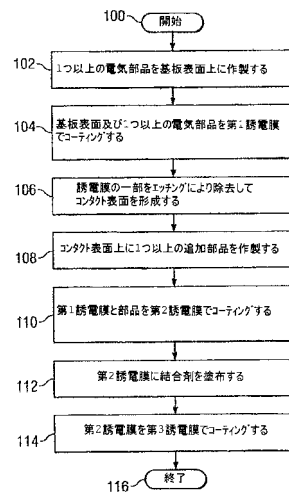 100
開始
102
1つ以上の電気部品を基板表面上に作製する
104
基板表面及び1つ以上の電気部品を第1誘電膜
でコーティングする
106
誘電膜の一部をエッチングにより除去して
コンタクト表面を形成する
108
コンタクト表面上に1つ以上の追加部品を作製する
110
第1誘電膜と部品を第2誘電膜でコーティングする
112
第2誘電膜に結合剤を塗布する
114
第2誘電膜を第3誘電膜でコーティングする
116
終了